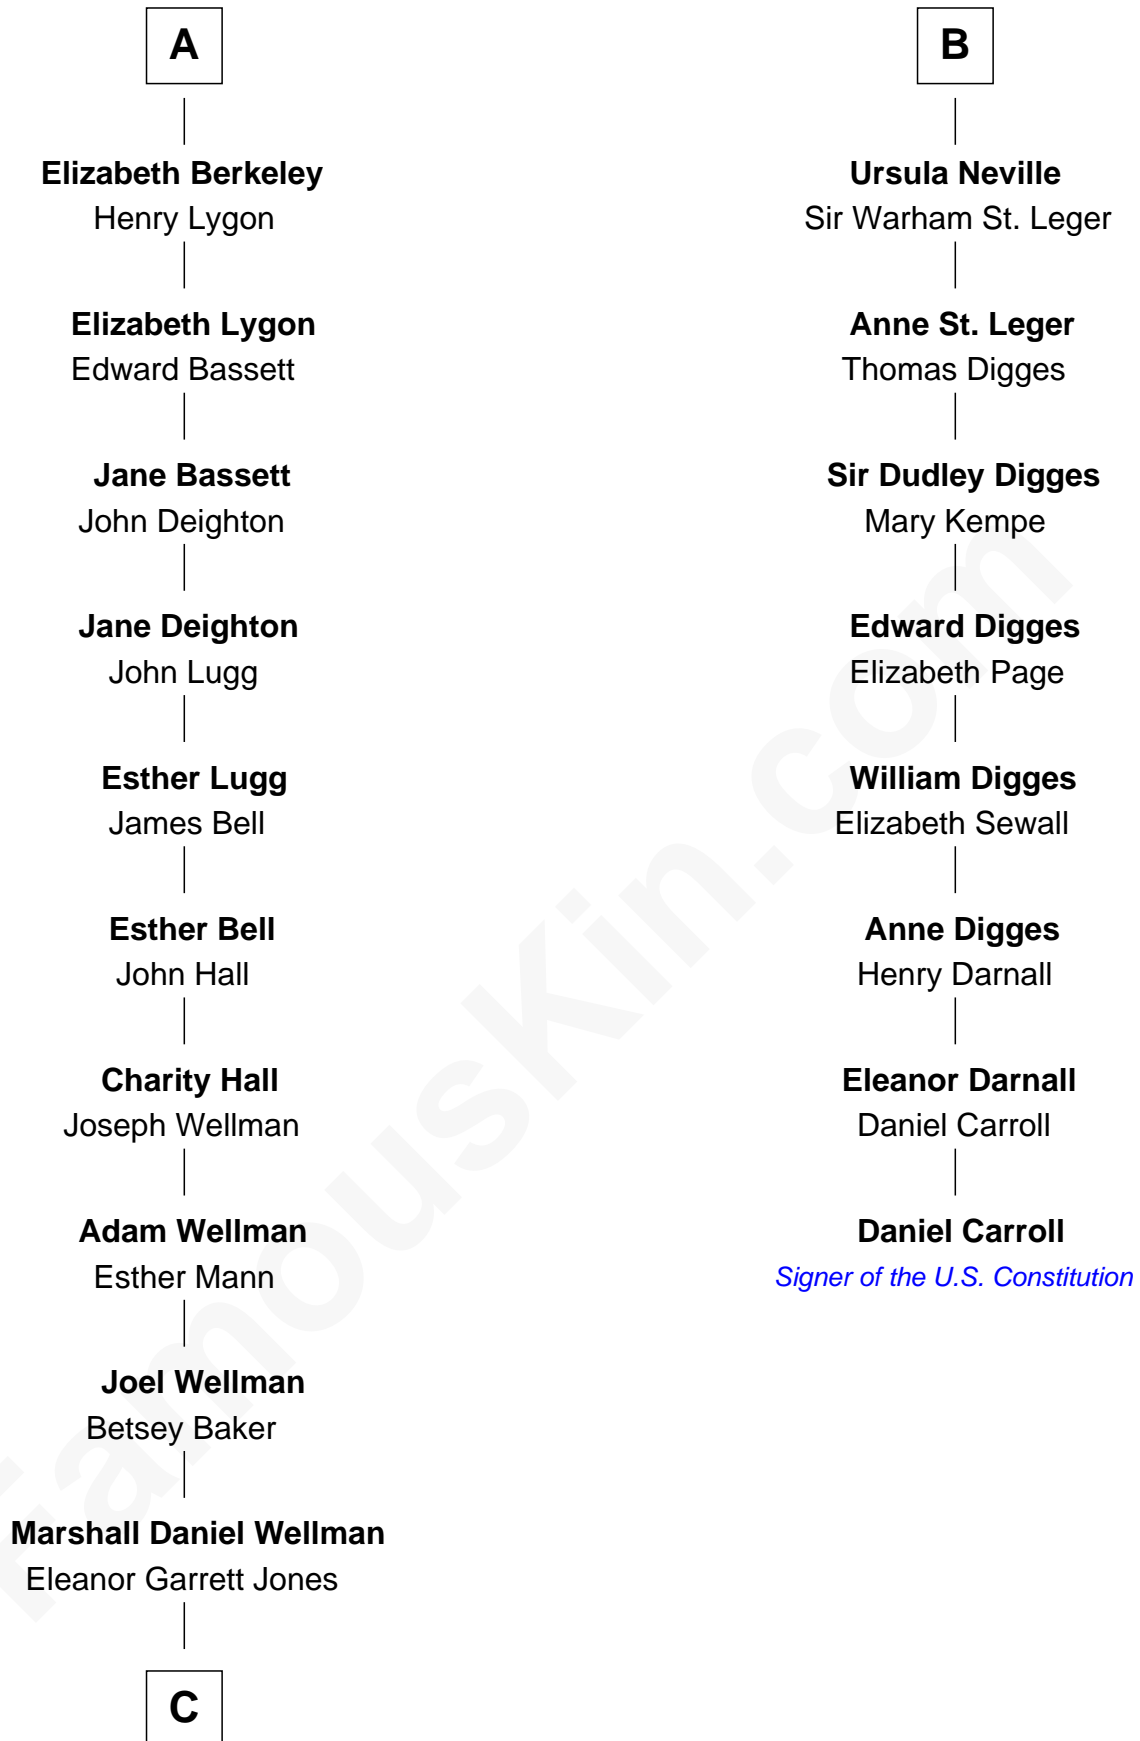 A
Elizabeth Berkeley
Henry Lygon
Elizabeth Lygon
Edward Bassett
Jane Bassett
John Deighton
Jane Deighton
John Lugg
Esther Lugg
James Bell
Esther Bell
John Hall
Charity Hall
Joseph Wellman
Adam Wellman
Esther Mann
Joel Wellman
Betsey Baker
Marshall Daniel Wellman
Eleanor Garrett Jones
C
B
Ursula Neville
Sir Warham St. Leger
Anne St. Leger
Thomas Digges
Sir Dudley Digges
Mary Kempe
Edward Digges
Elizabeth Page
William Digges
Elizabeth Sewall
Anne Digges
Henry Darnall
Eleanor Darnall
Daniel Carroll
Daniel Carroll
Signer of the U.S. Constitution
FamousKin.com